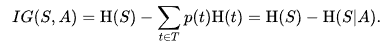 IG(S, A) = H(S) − ∑_{t∈T} p(t)H(t) = H(S) − H(S|A).